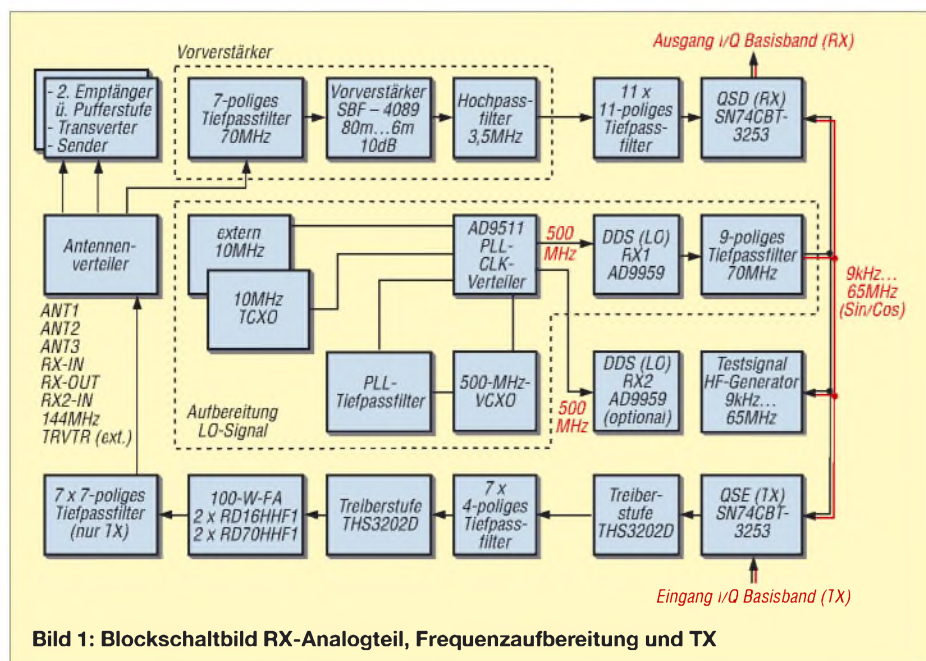 Vorverstärker
Ausgang I/Q Basisband (RX)
- 2. Empfänger
ü. Pufferstufe
- Transverter
- Sender
7-poliges
Tiefpassfilter
70MHz
Vorverstärker
SBF – 4089
80m...6m
10dB
Hochpass-
filter
3,5MHz
11 x
11-poliges
Tiefpass-
filter
QSD (RX)
SN74CBT-
3253
Antennen-
verteiler
extern
10MHz
10MHz
TCXO
AD9511
PLL-
CLK-
Verteiler
500
MHz
DDS (LO)
RX1
AD9959
9-poliges
Tiefpassfilter
70MHz
9kHz...
65MHz
(Sin/Cos)
ANT1
ANT2
ANT3
RX-IN
RX-OUT
RX2-IN
144MHz
TRVTR (ext.)
Aufbereitung
LO-Signal
PLL-
Tiefpassfilter
500-MHz-
VCXO
500
MHz
DDS (LO)
RX2
AD9959
(optional)
Testsignal
HF-Generator
9kHz...
65MHz
7 x 7-poliges
Tiefpassfilter
(nur TX)
100-W-FA
2 x RD16HHF1
2 x RD70HHF1
Treiberstufe
THS3202D
7 x
4-poliges
Tiefpass-
filter
Treiber-
stufe
THS3202D
QSE (TX)
SN74CBT-
3253
Eingang I/Q Basisband (TX)
Bild 1: Blockschaltbild RX-Analogteil, Frequenzaufbereitung und TX